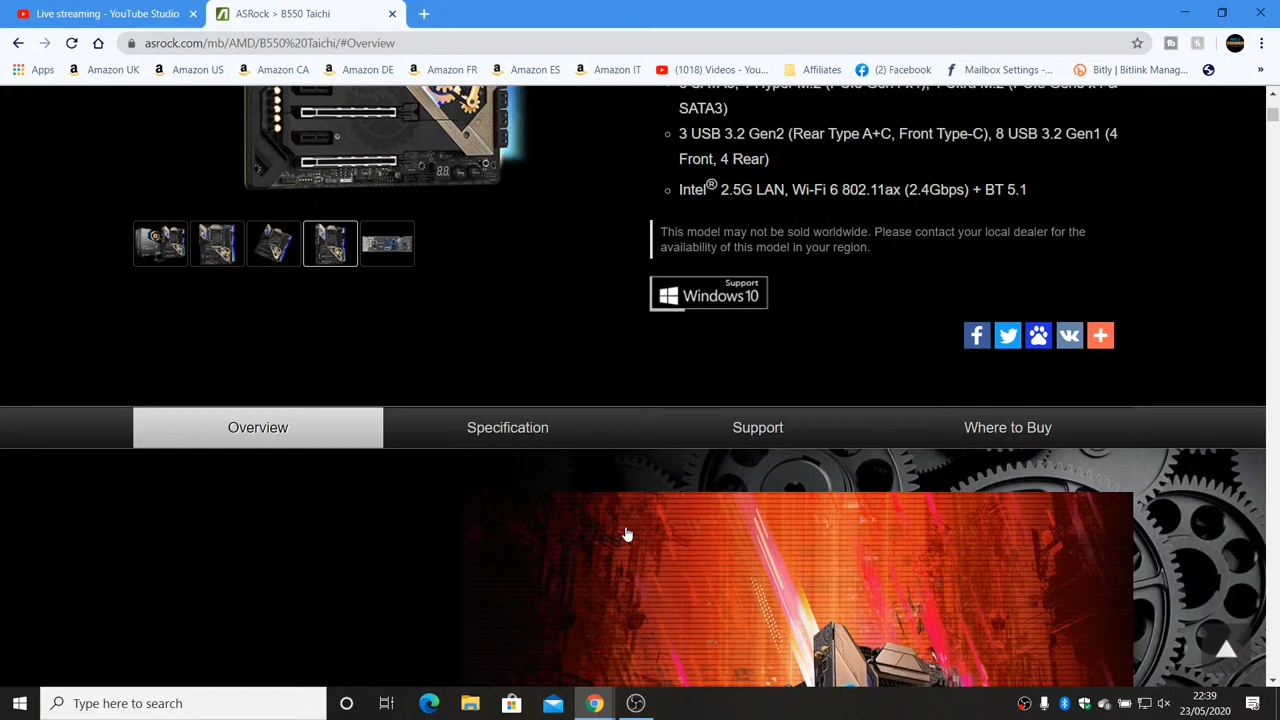 Live streaming - YouTube Studio
ASRock > B550 Taichi
asrock.com/mb/AMD/B550%20Taichi/#Overview
Apps
Amazon UK
Amazon US
Amazon CA
Amazon DE
Amazon FR
Amazon ES
Amazon IT
(1018) Videos - You...
Affiliates
(2) Facebook
Mailbox Settings - ...
Bitly | Bitlink Manag...
SATA3)
3 USB 3.2 Gen2 (Rear Type A+C, Front Type-C), 8 USB 3.2 Gen1 (4
Front, 4 Rear)
Intel® 2.5G LAN, Wi-Fi 6 802.11ax (2.4Gbps) + BT 5.1
This model may not be sold worldwide. Please contact your local dealer for the
availability of this model in your region.
Support
Windows 10
Overview
Specification
Support
Where to Buy
Type here to search
22:39
23/05/2020